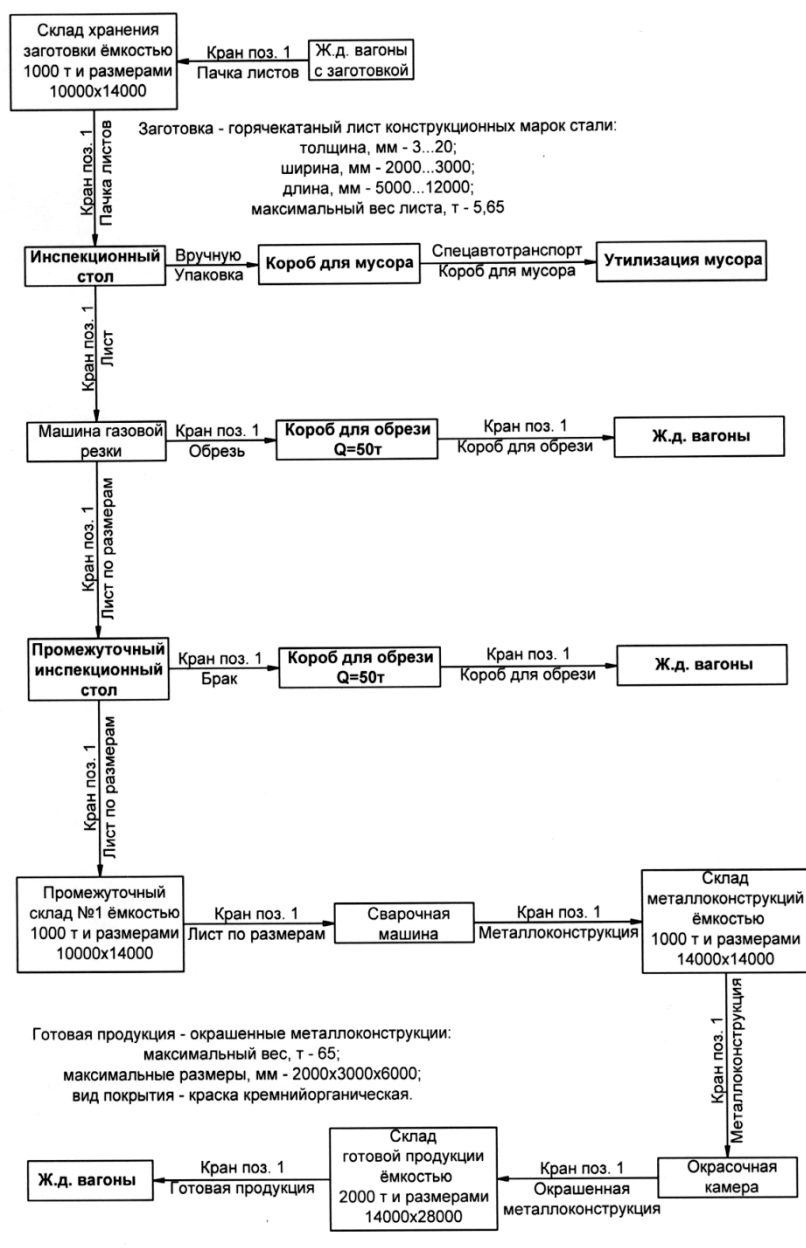 Склад хранения
заготовки ёмкостью
1000 т и размерами
10000х14000
Кран поз. 1
Пачка листов
Ж.д. вагоны
с заготовкой
Кран поз. 1
Пачка листов
Заготовка - горячекатаный лист конструкционных марок стали:
толщина, мм - 3...20;
ширина, мм - 2000...3000;
длина, мм - 5000...12000;
максимальный вес листа, т - 5,65
Инспекционный
стол
Вручную
Упаковка
Короб для мусора
Спецавтотранспорт
Короб для мусора
Утилизация мусора
Кран поз. 1
Лист
Машина газовой
резки
Кран поз. 1
Обрезь
Короб для обрези
Q=50т
Кран поз. 1
Короб для обрези
Ж.д. вагоны
Кран поз. 1
Лист по размерам
Промежуточный
инспекционный
стол
Кран поз. 1
Брак
Короб для обрези
Q=50т
Кран поз. 1
Короб для обрези
Ж.д. вагоны
Кран поз. 1
Лист по размерам
Промежуточный
склад №1 ёмкостью
1000 т и размерами
10000х14000
Кран поз. 1
Лист по размерам
Сварочная
машина
Кран поз. 1
Металлоконструкция
Склад
металлоконструкций
ёмкостью
1000 т и размерами
14000х14000
Кран поз. 1
Металлоконструкция
Готовая продукция - окрашенные металлоконструкции:
максимальный вес, т - 65;
максимальные размеры, мм - 2000х3000х6000;
вид покрытия - краска кремнийорганическая.
Окрасочная
камера
Кран поз. 1
Окрашенная
металлоконструкция
Склад
готовой продукции
ёмкостью
2000 т и размерами
14000х28000
Кран поз. 1
Готовая продукция
Ж.д. вагоны